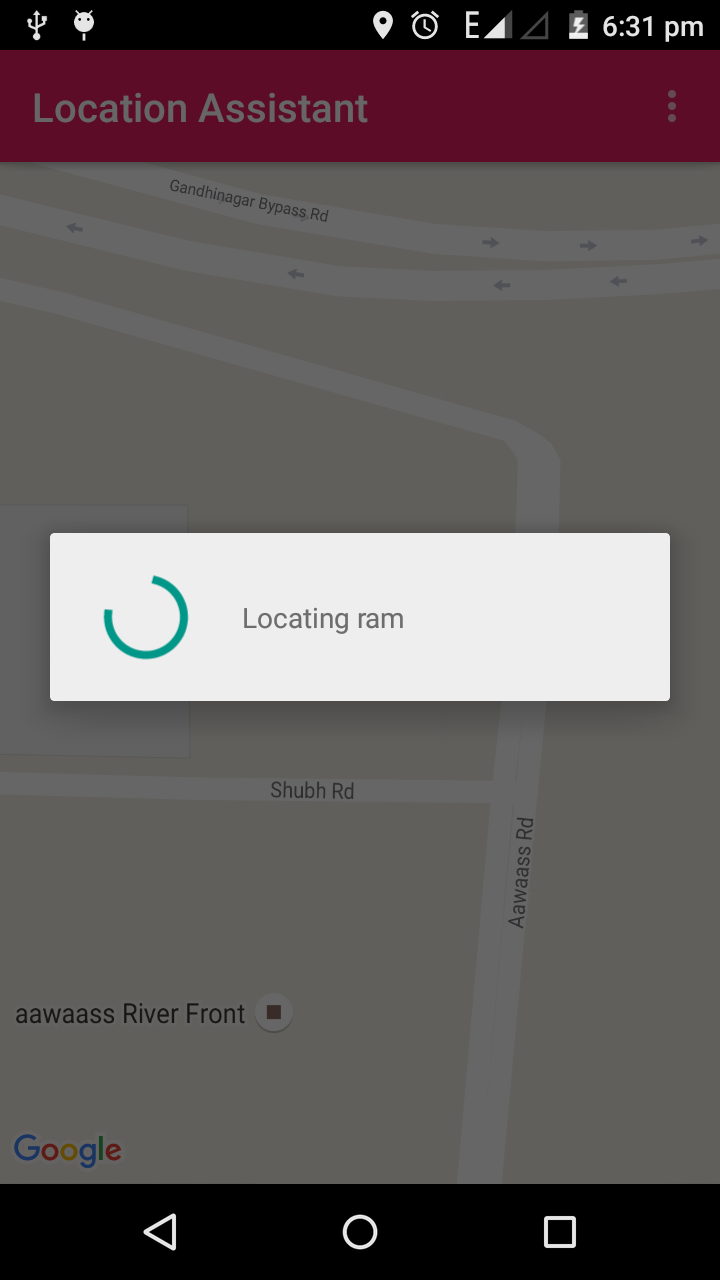 E 6:31 pm
Location Assistant
Gandhinagar Bypass Rd
Locating ram
Shubh Rd
Aawaass Rd
aawaass River Front
Google